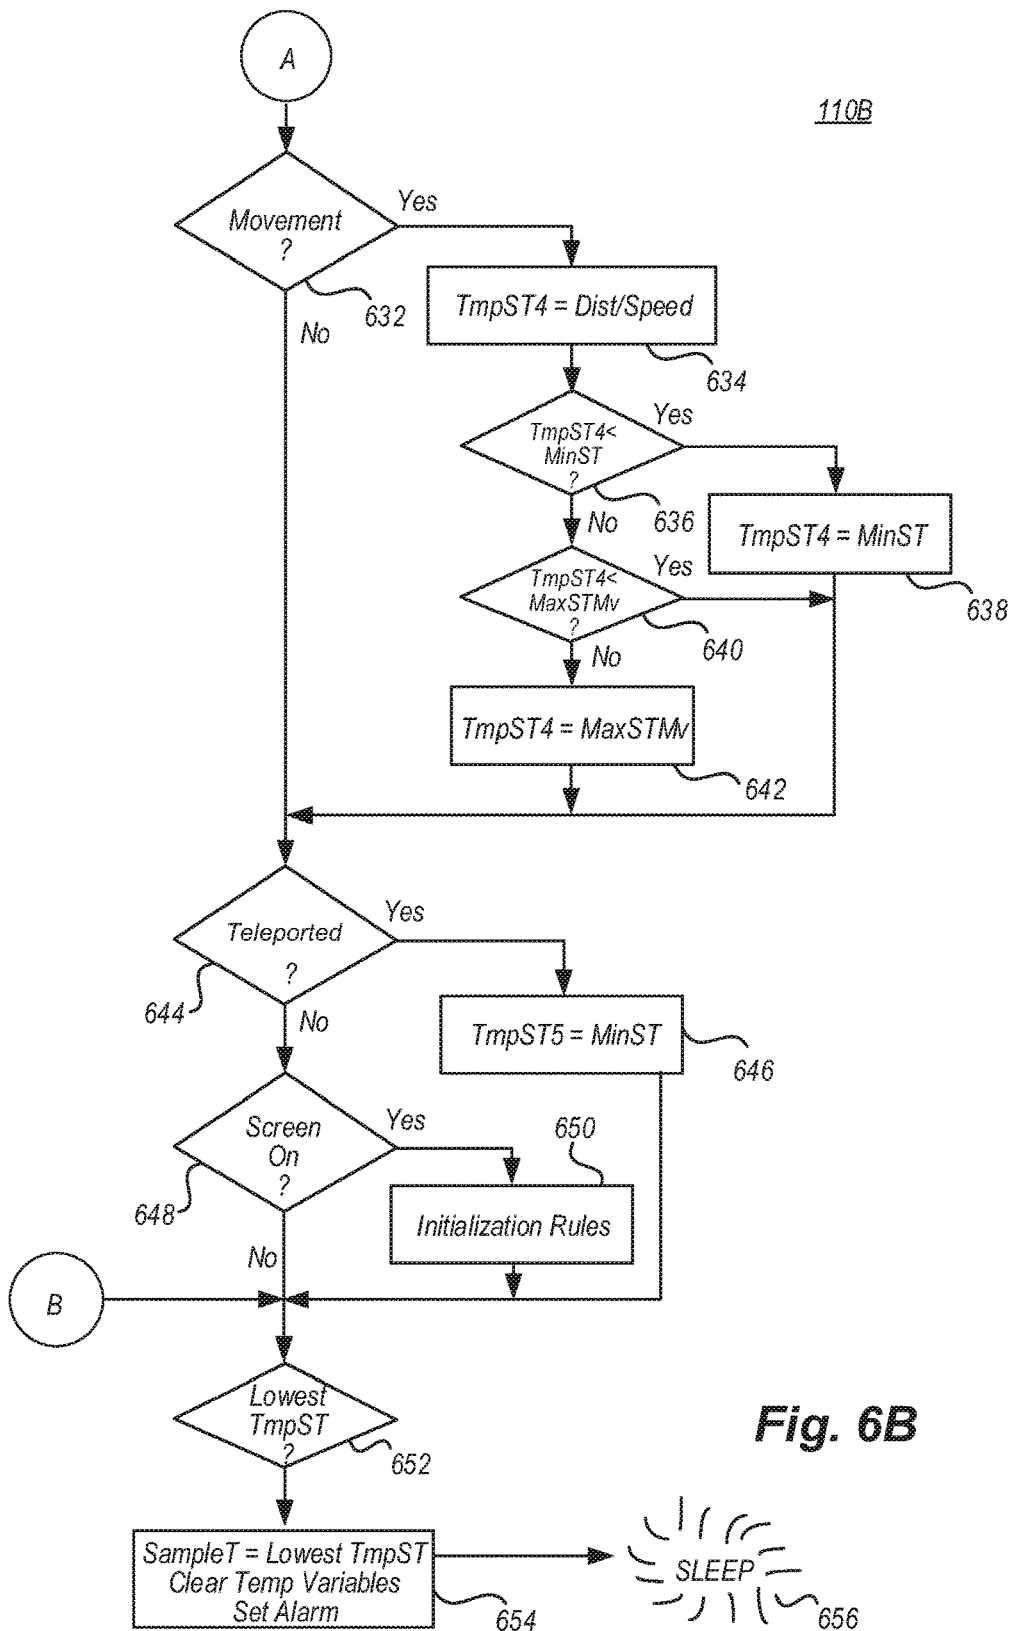 A
110B
Movement
?
Yes
632
No
TmpST4 = Dist/Speed
634
TmpST4<
MinST
?
Yes
636
No
TmpST4 = MinST
638
TmpST4<
MaxSTMv
?
Yes
640
No
TmpST4 = MaxSTMv
642
Teleported
?
Yes
644
No
TmpST5 = MinST
646
Screen
On
?
Yes
648
650
Initialization Rules
No
B
Lowest
TmpST
?
652
Fig. 6B
SampleT = Lowest TmpST
Clear Temp Variables
Set Alarm
654
SLEEP
656